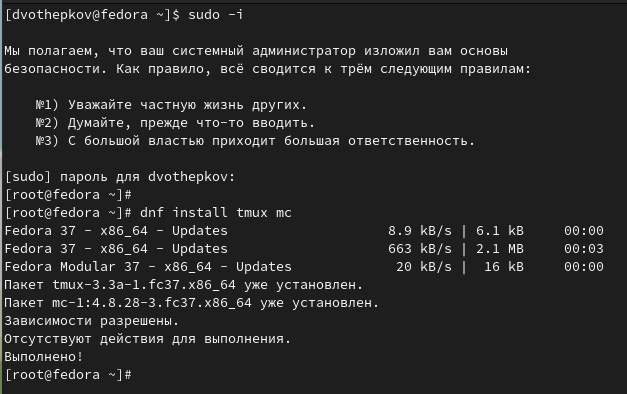 [dvothepkov@fedora ~]$ sudo -i
Мы полагаем, что ваш системный администратор изложил вам основы
безопасности. Как правило, всё сводится к трём следующим правилам:
№1) Уважайте частную жизнь других.
№2) Думайте, прежде что-то вводить.
№3) С большой властью приходит большая ответственность.
[sudo] пароль для dvothepkov:
[root@fedora ~]#
[root@fedora ~]# dnf install tmux mc
Fedora 37 - x86_64 - Updates 8.9 kB/s | 6.1 kB 00:00
Fedora 37 - x86_64 - Updates 663 kB/s | 2.1 MB 00:03
Fedora Modular 37 - x86_64 - Updates 20 kB/s | 16 kB 00:00
Пакет tmux-3.3a-1.fc37.x86_64 уже установлен.
Пакет mc-1:4.8.28-3.fc37.x86_64 уже установлен.
Зависимости разрешены.
Отсутствуют действия для выполнения.
Выполнено!
[root@fedora ~]#